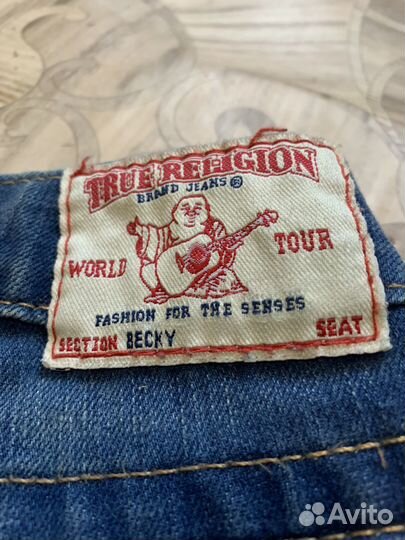 TRUE RELIGION
BRAND JEANS®
WORLD TOUR
FASHION FOR THE SENSES
SECTION BECKY SEAT
Avito